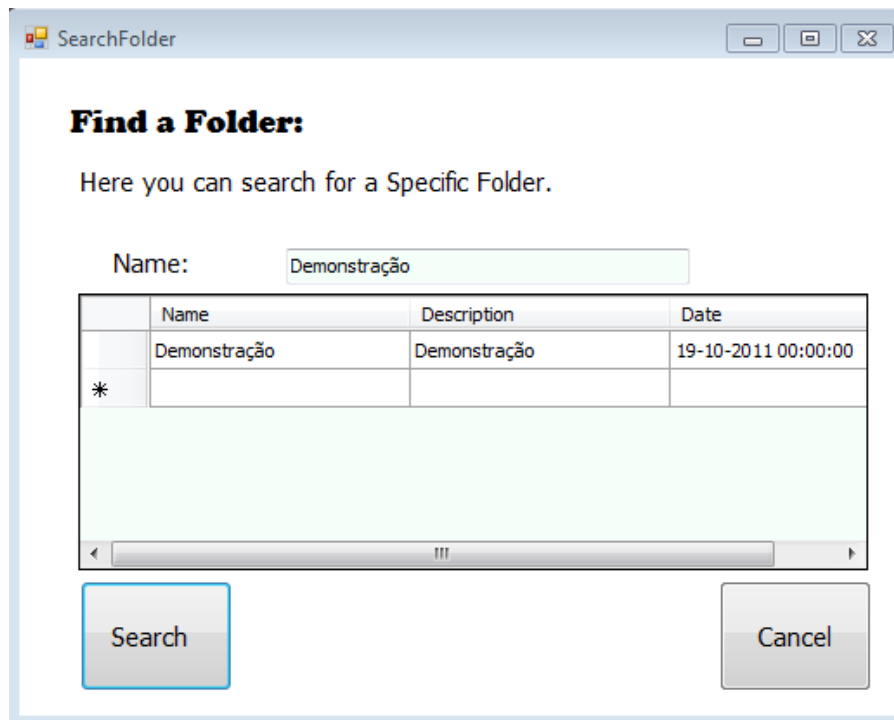 SearchFolder
Find a Folder:
Here you can search for a Specific Folder.
Name: Demonstração
Name Description Date
Demonstração Demonstração 19-10-2011 00:00:00
Search Cancel